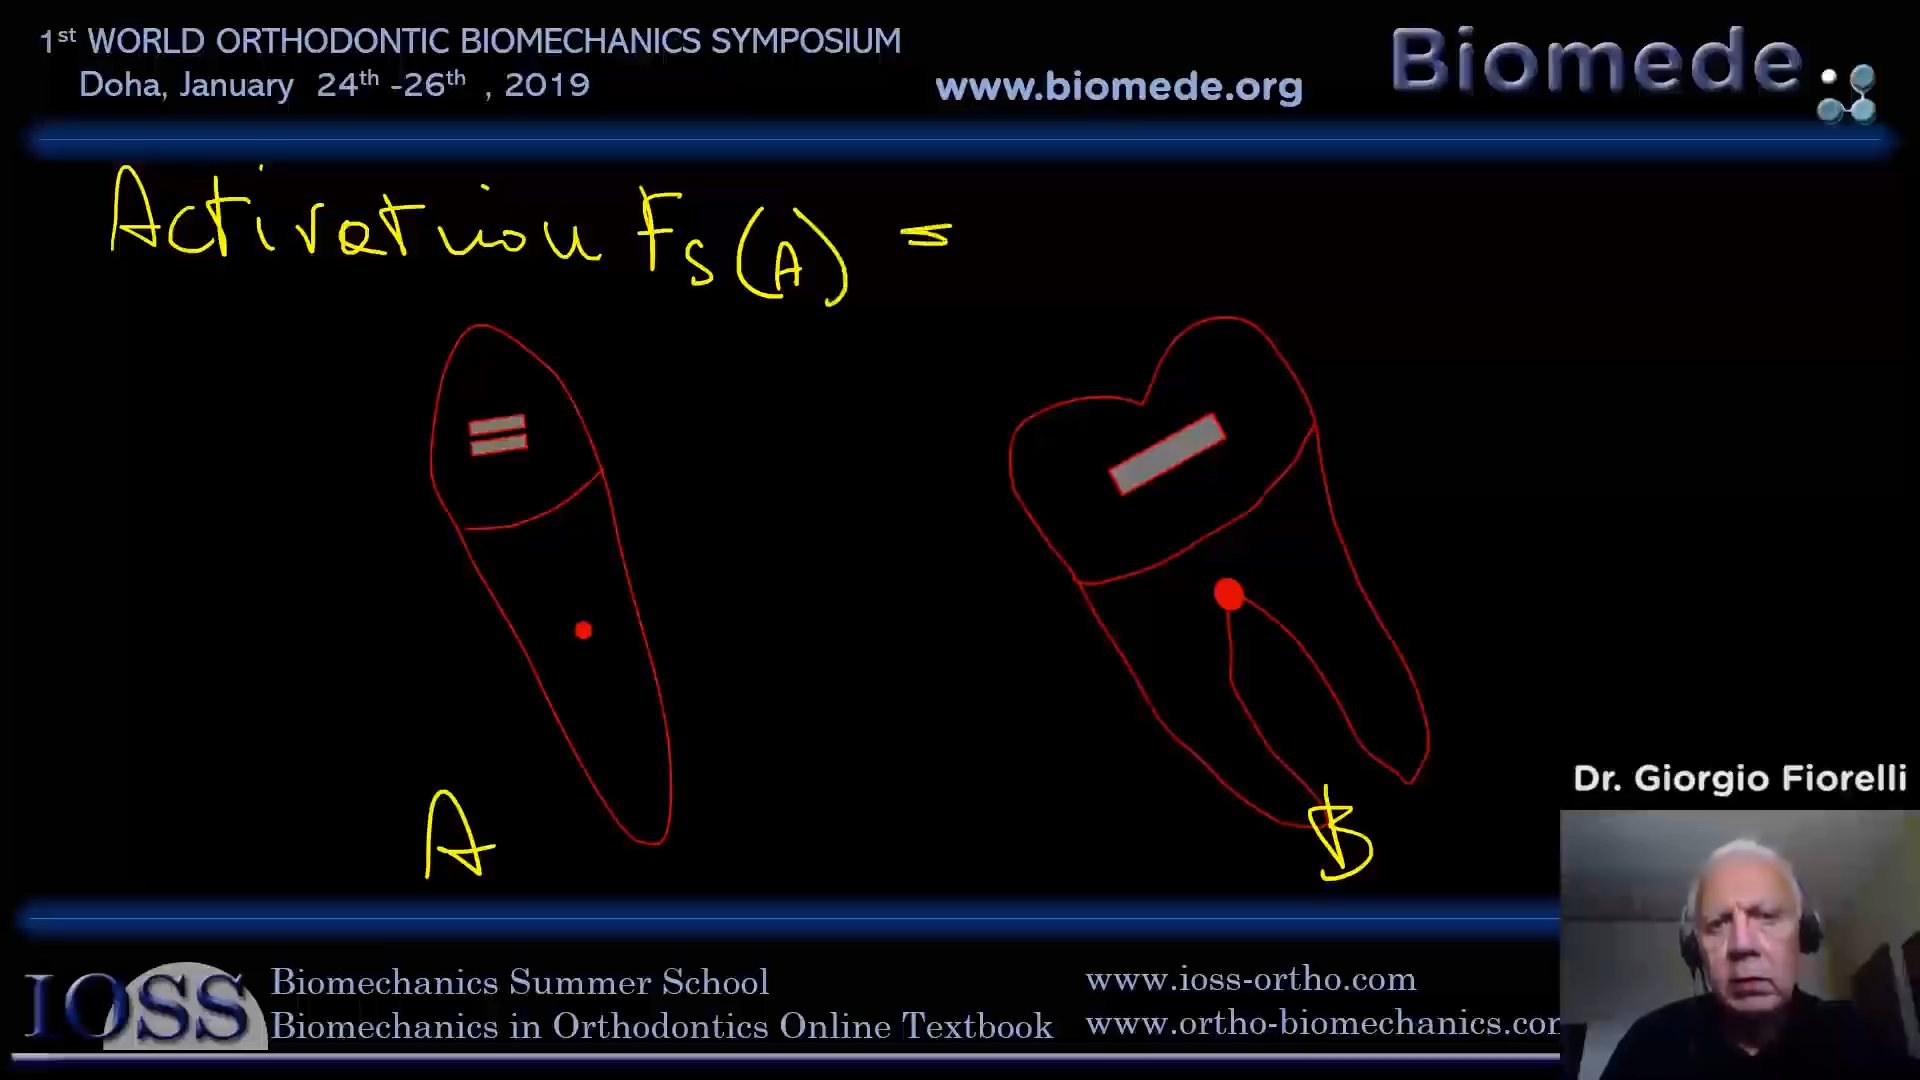 1st WORLD ORTHODONTIC BIOMECHANICS SYMPOSIUM
Doha, January 24th -26th , 2019
www.biomede.org
Biomede
Activation Fs(A) =
A
B
Dr. Giorgio Fiorelli
IOSS
Biomechanics Summer School
Biomechanics in Orthodontics Online Textbook
www.ioss-ortho.com
www.ortho-biomechanics.com